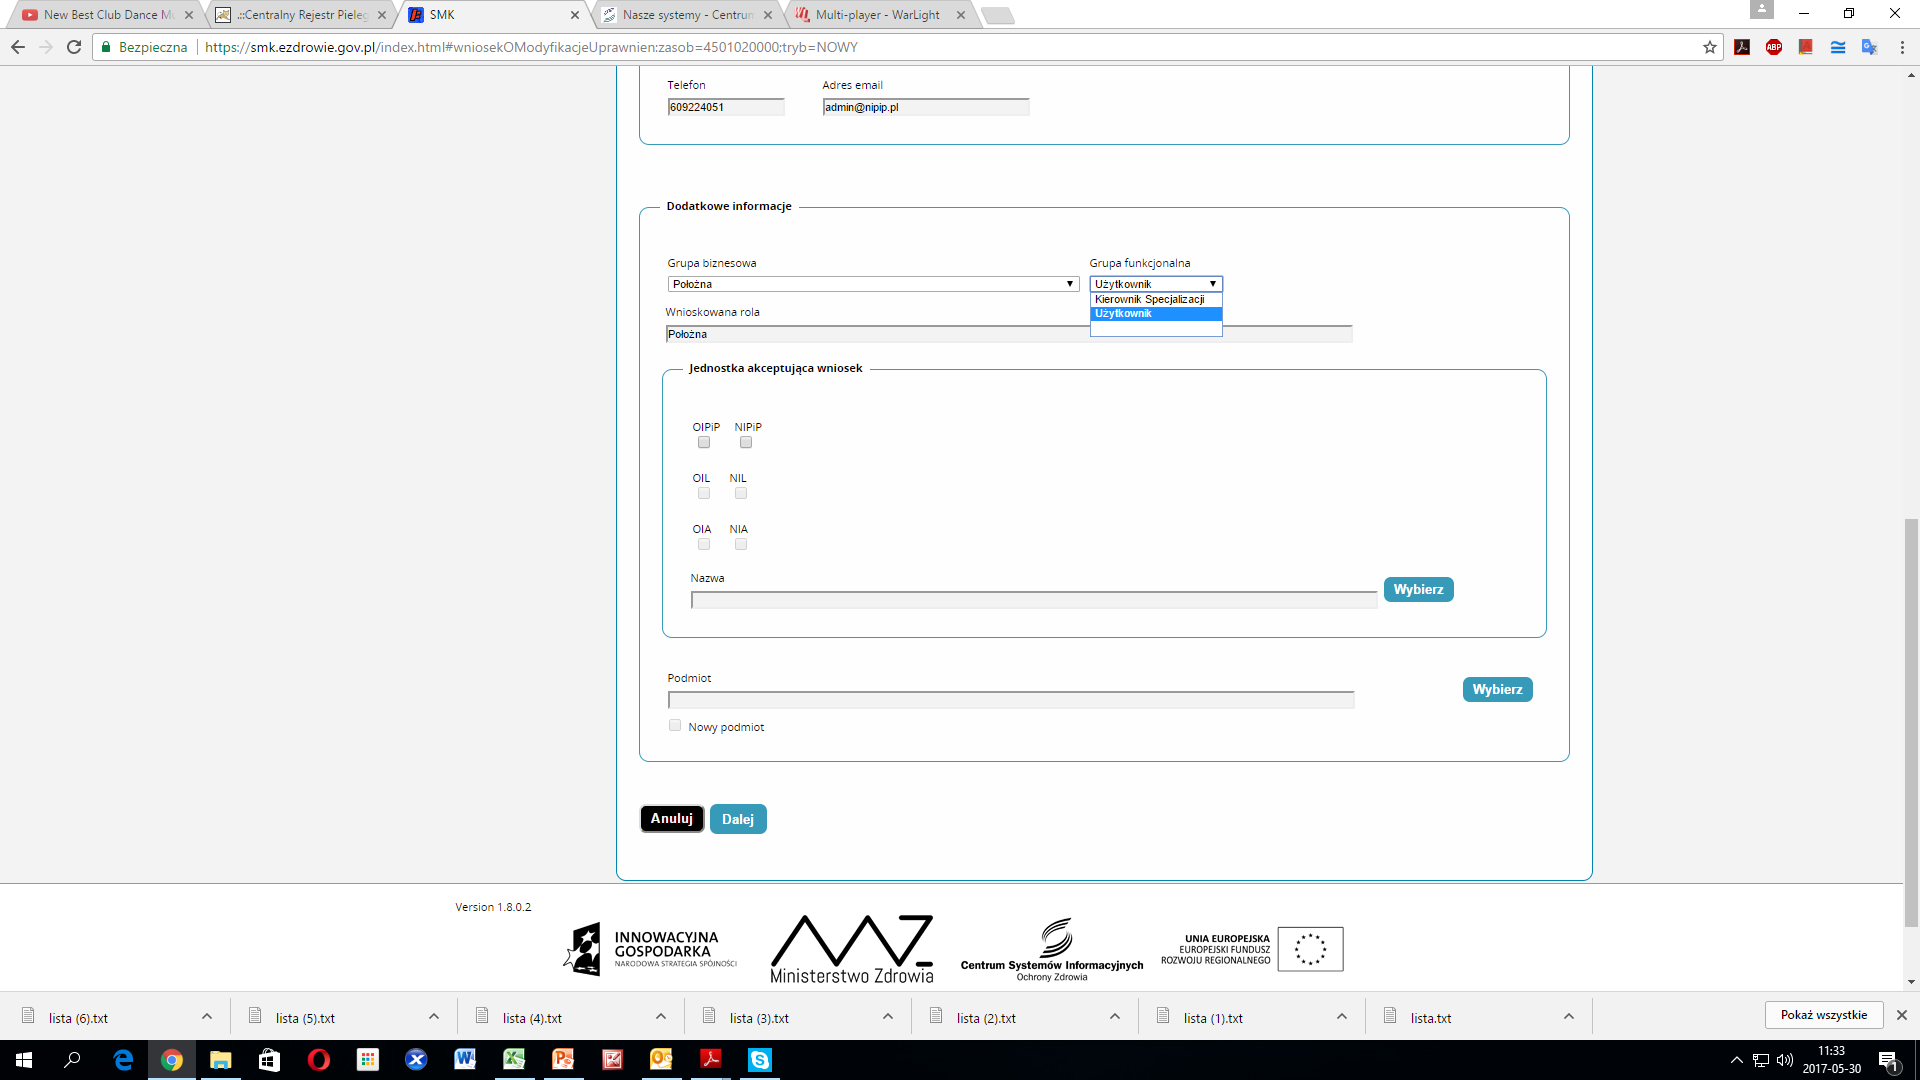 New Best Club Dance Mu
.::Centralny Rejestr Pieleg
SMK
Nasze systemy - Centrum
Multi-player - WarLight
Bezpieczna
https://smk.ezdrowie.gov.pl/index.html#wniosekOModyfikacjeUprawnien:zasob=4501020000;tryb=NOWY
ABP
Telefon
Adres email
609224051
admin@nipip.pl
Dodatkowe informacje
Grupa biznesowa
Grupa funkcjonalna
Położna
Użytkownik
Kierownik Specjalizacji
Użytkownik
Wnioskowana rola
Położna
Jednostka akceptująca wniosek
OIPiP NIPiP
OIL NIL
OIA NIA
Nazwa
Wybierz
Podmiot
Wybierz
Nowy podmiot
Anuluj
Dalej
Version 1.8.0.2
INNOWACYJNA
GOSPODARKA
NARODOWA STRATEGIA SPÓJNOŚCI
Ministerstwo Zdrowia
Centrum Systemów Informacyjnych
Ochrony Zdrowia
UNIA EUROPEJSKA
EUROPEJSKI FUNDUSZ
ROZWOJU REGIONALNEGO
lista (6).txt
lista (5).txt
lista (4).txt
lista (3).txt
lista (2).txt
lista (1).txt
lista.txt
Pokaż wszystkie
11:33
2017-05-30
1